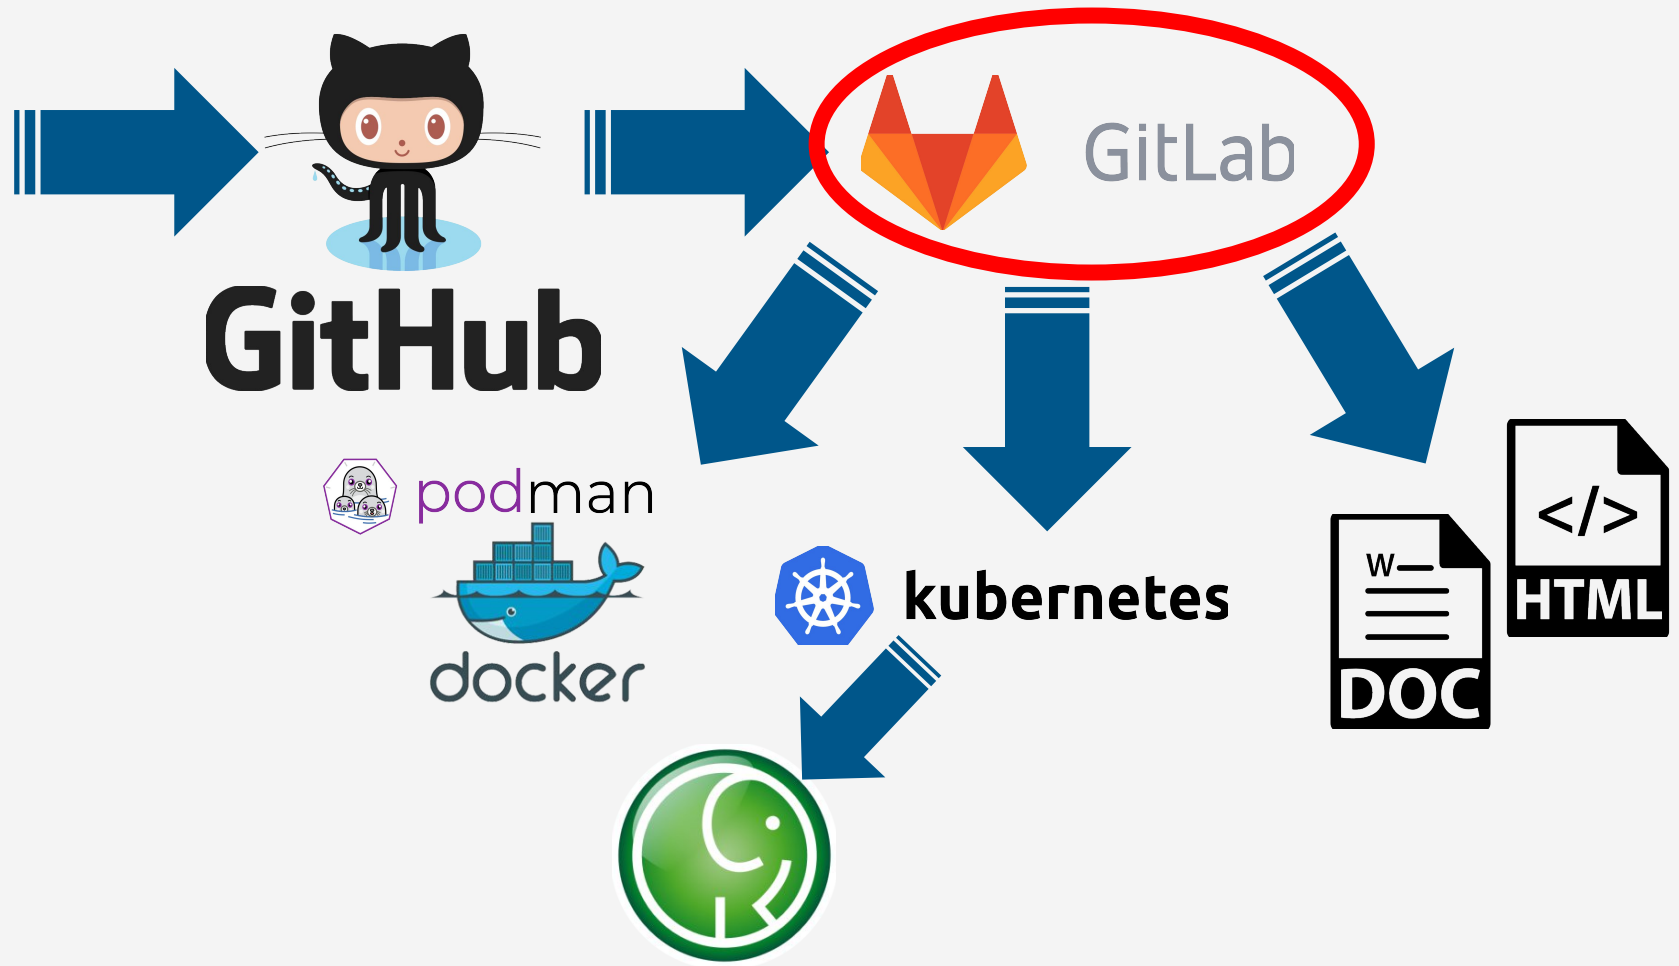 GitHub
GitLab
podman
docker
kubernetes
W
DOC
</>
HTML